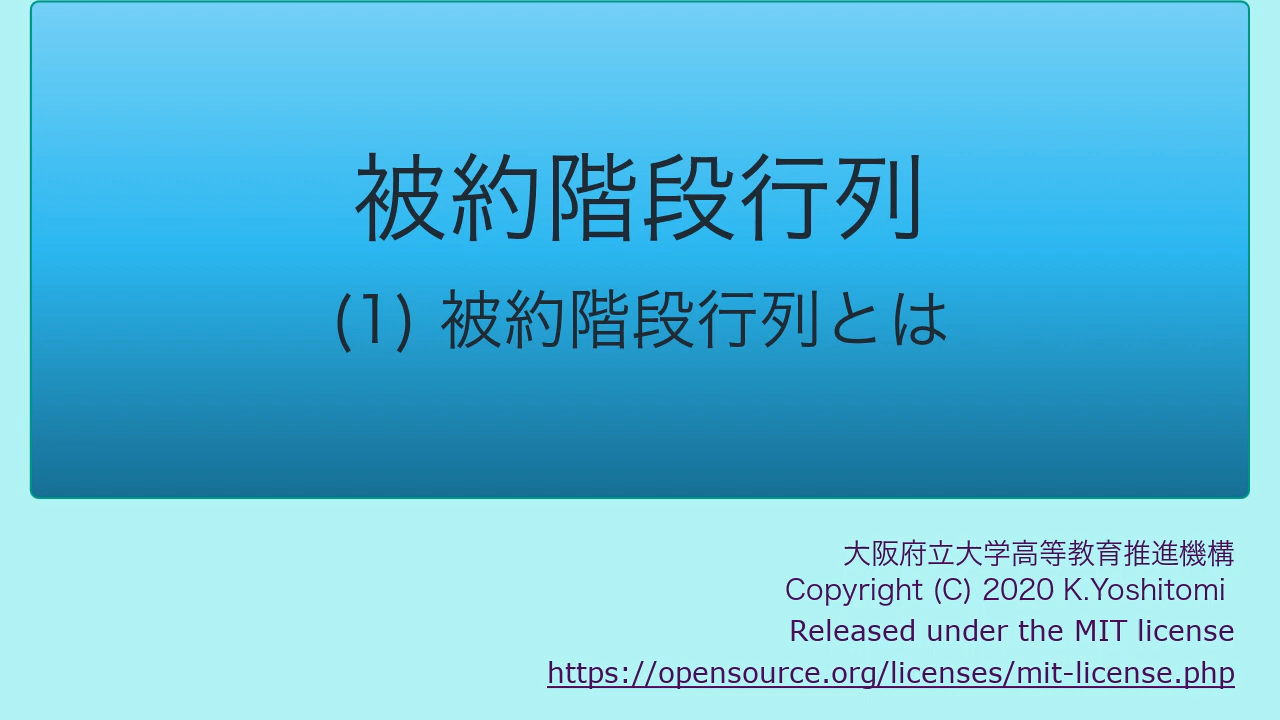 被約階段行列
(1) 被約階段行列とは
大阪府立大学高等教育推進機構
Copyright (C) 2020 K.Yoshitomi
Released under the MIT license
https://opensource.org/licenses/mit-license.php